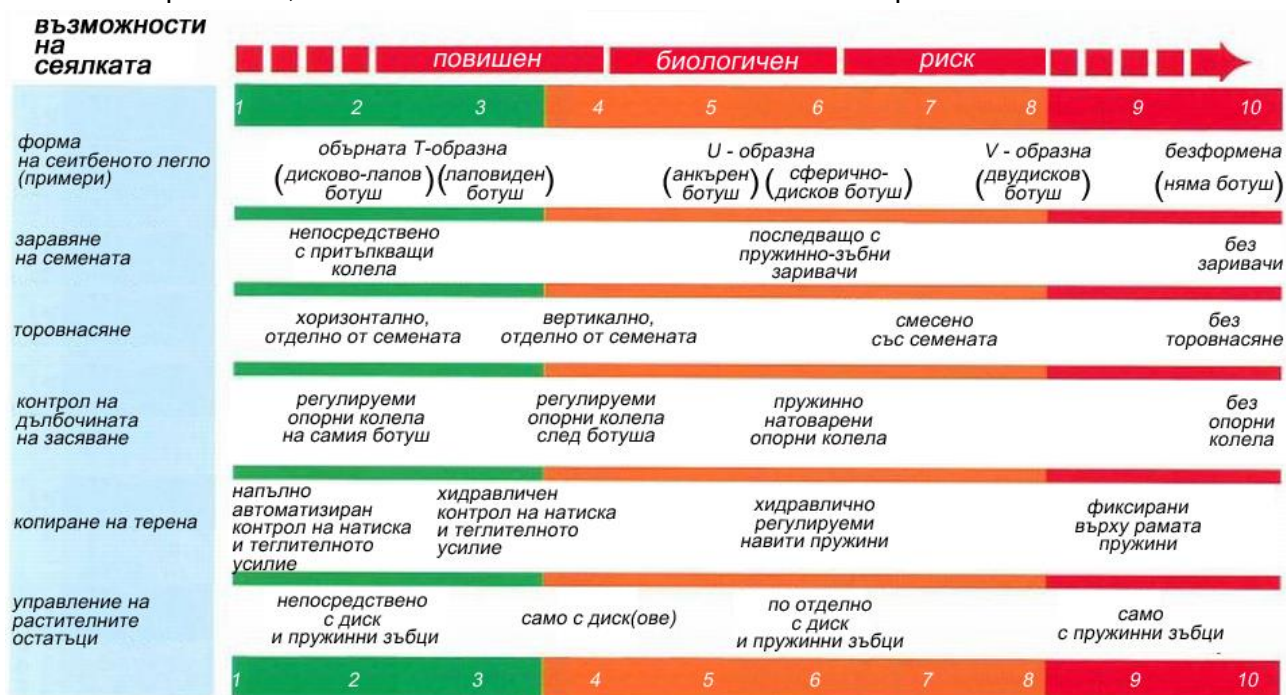 възможности
на
сеялката
повишен биологичен риск
1 2 3 4 5 6 7 8 9 10
форма
на сеитбеното легло
(примери)
обърната Т-образна
(дисково-лапов
ботуш)
(лаповиден
ботуш)
U - образна
(анкърен
ботуш)
(сферично-
дисков ботуш)
V - образна
(двудисков
ботуш)
безформена
(няма ботуш)
заравяне
на семената
непосредствено
с притъпкващи
колела
последващо с
пружинно-зъбни
заривачи
без
заривачи
торовнасяне
хоризонтално,
отделно от семената
вертикално,
отделно от семената
смесено
със семената
без
торовнасяне
контрол на
дълбочината
на засяване
регулируеми
опорни колела
на самия ботуш
регулируеми
опорни колела
след ботуша
пружинно
натоварени
опорни колела
без
опорни
колела
копиране на терена
напълно
автоматизиран
контрол на натиска
и теглителното
усилие
хидравличен
контрол на натиска
и теглителното
усилие
хидравлично
регулируеми
навити пружини
фиксирани
върху рамата
пружини
управление на
растителните
остатъци
непосредствено
с диск
и пружинни зъбци
само с диск(ове)
по отделно
с диск
и пружинни зъбци
само
с пружинни зъбци
1 2 3 4 5 6 7 8 9 10